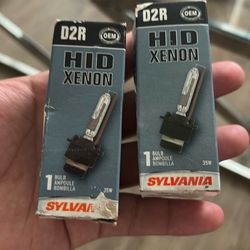 D2R
OEM
HID
XENON
1
BULB
AMPOULE
BOMBILLA
35W
SYLVANIA
D2R
OEM
HID
XENON
1
BULB
AMPOULE
BOMBILLA
35W
SYLVANIA